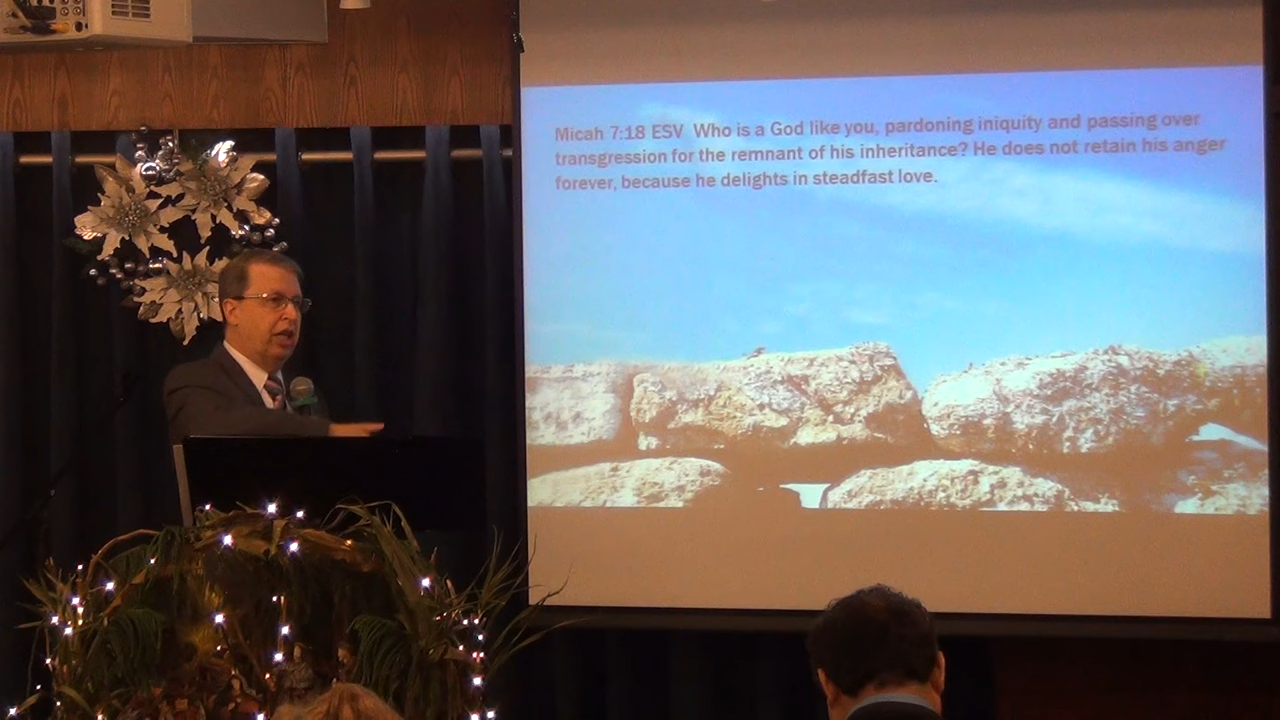 Micah 7:18 ESV  Who is a God like you, pardoning iniquity and passing over
transgression for the remnant of his inheritance? He does not retain his anger
forever, because he delights in steadfast love.